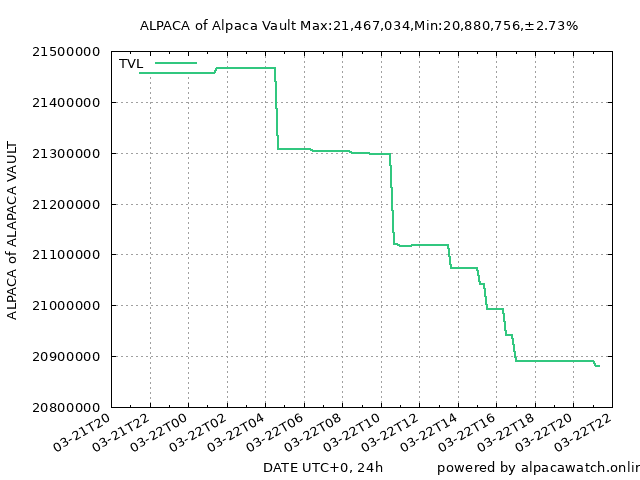 ALPACA of Alpaca Vault Max:21,467,034,Min:20,880,756,±2.73%
TVL
21500000
21400000
21300000
21200000
21100000
21000000
20900000
20800000
ALPACA of ALAPACA VAULT
03-21T20
03-21T22
03-22T00
03-22T02
03-22T04
03-22T06
03-22T08
03-22T10
03-22T12
03-22T14
03-22T16
03-22T18
03-22T20
03-22T22
DATE UTC+0, 24h
powered by alpacawatch.onlin